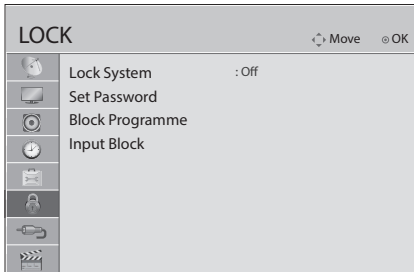 LOCK Move OK
Lock System : Off
Set Password
Block Programme
Input Block